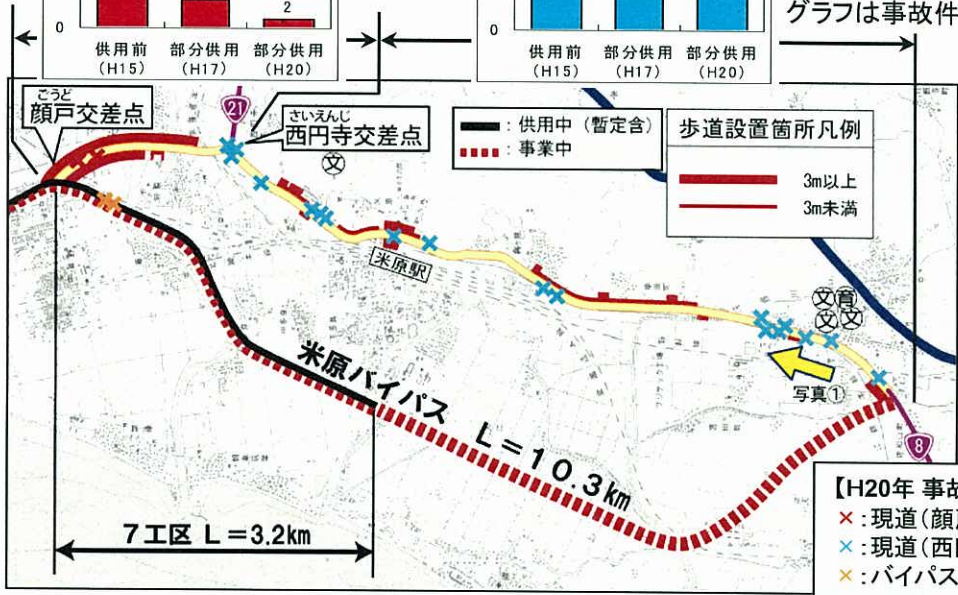 グラフは事故件
2
0
供用前
(H15)
部分供用
(H17)
部分供用
(H20)
0
供用前
(H15)
部分供用
(H17)
部分供用
(H20)
ごうど
顔戸交差点
21
さいえんじ
西円寺交差点
文
:供用中(暫定含)
:事業中
歩道設置箇所凡例
3m以上
3m未満
米原駅
文育
文文
写真①
米原バイパス L=10.3km
8
7工区 L=3.2km
【H20年 事故
×:現道(顔戸
×:現道(西円
×:バイパス